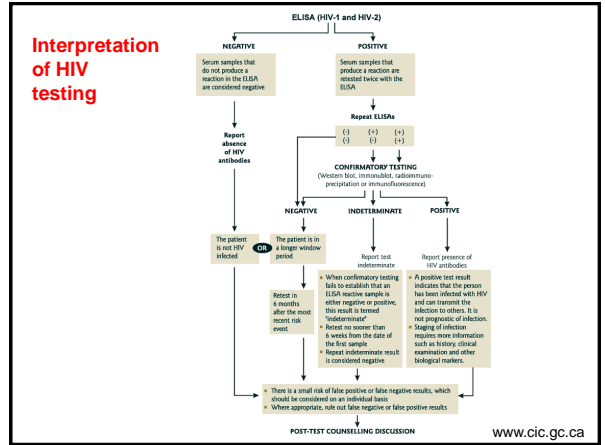 ELISA (HIV-1 and HIV-2)
Interpretation
of HIV
testing
NEGATIVE
POSITIVE
Serum samples that
do not produce a
reaction in the ELISA
are considered negative
Serum samples that
produce a reaction are
retested twice with the
ELISA
Repeat ELISAs
(-) (+) (+)
(-) (-) (+)
Report
absence
of HIV
antibodies
CONFIRMATORY TESTING
(Western blot, immunublot, radioimmuno-
precipitation or immunofluorescence)
NEGATIVE
INDETERMINATE
POSITIVE
The patient
is not HIV
infected
OR
The patient is in
a longer window
period
Report test
indeterminate
Report presence of
HIV antibodies
Retest in
6 months
after the most
recent risk
event
When confirmatory testing
fails to establish that an
ELISA reactive sample is
either negative or positive,
this result is termed
"indeterminate"
Retest no sooner than
6 weeks from the date of
the first sample
Repeat indeterminate result
is considered negative
A positive test result
indicates that the person
has been infected with HIV
and can transmit the
infection to others. It is
not prognostic of infection.
Staging of infection
requires more information
such as history, clinical
examination and other
biological markers.
There is a small risk of false positive or false negative results, which
should be considered on an individual basis
Where appropriate, rule out false negative or false positive results
POST-TEST COUNSELLING DISCUSSION
www.cic.gc.ca